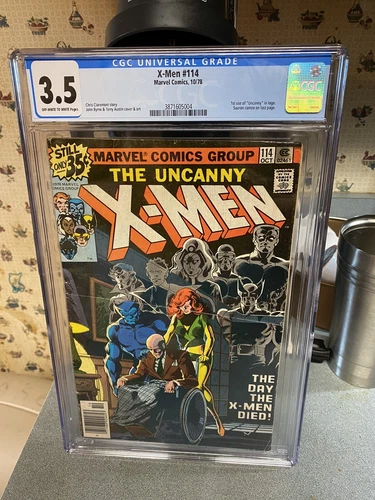 CGC UNIVERSAL GRADE
3.5
OFF-WHITE TO WHITE Pages
X-Men #114
Marvel Comics, 10/78
Chris Claremont story
John Byrne & Terry Austin cover & art
1st use of "Uncanny" in logo.
Sauron cameo on last page.
3871605004
CGC
STILL
ONLY 35¢
MARVEL COMICS GROUP
114
OCT
02461
THE UNCANNY
X-MEN
THE
DAY
THE
X-MEN
DIED!